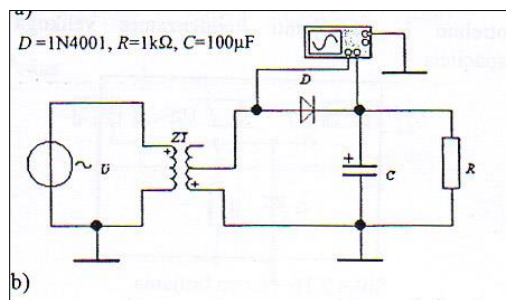 a)
D=1N4001, R=1kΩ, C=100μF
D
ZT
Ü
C
R
b)